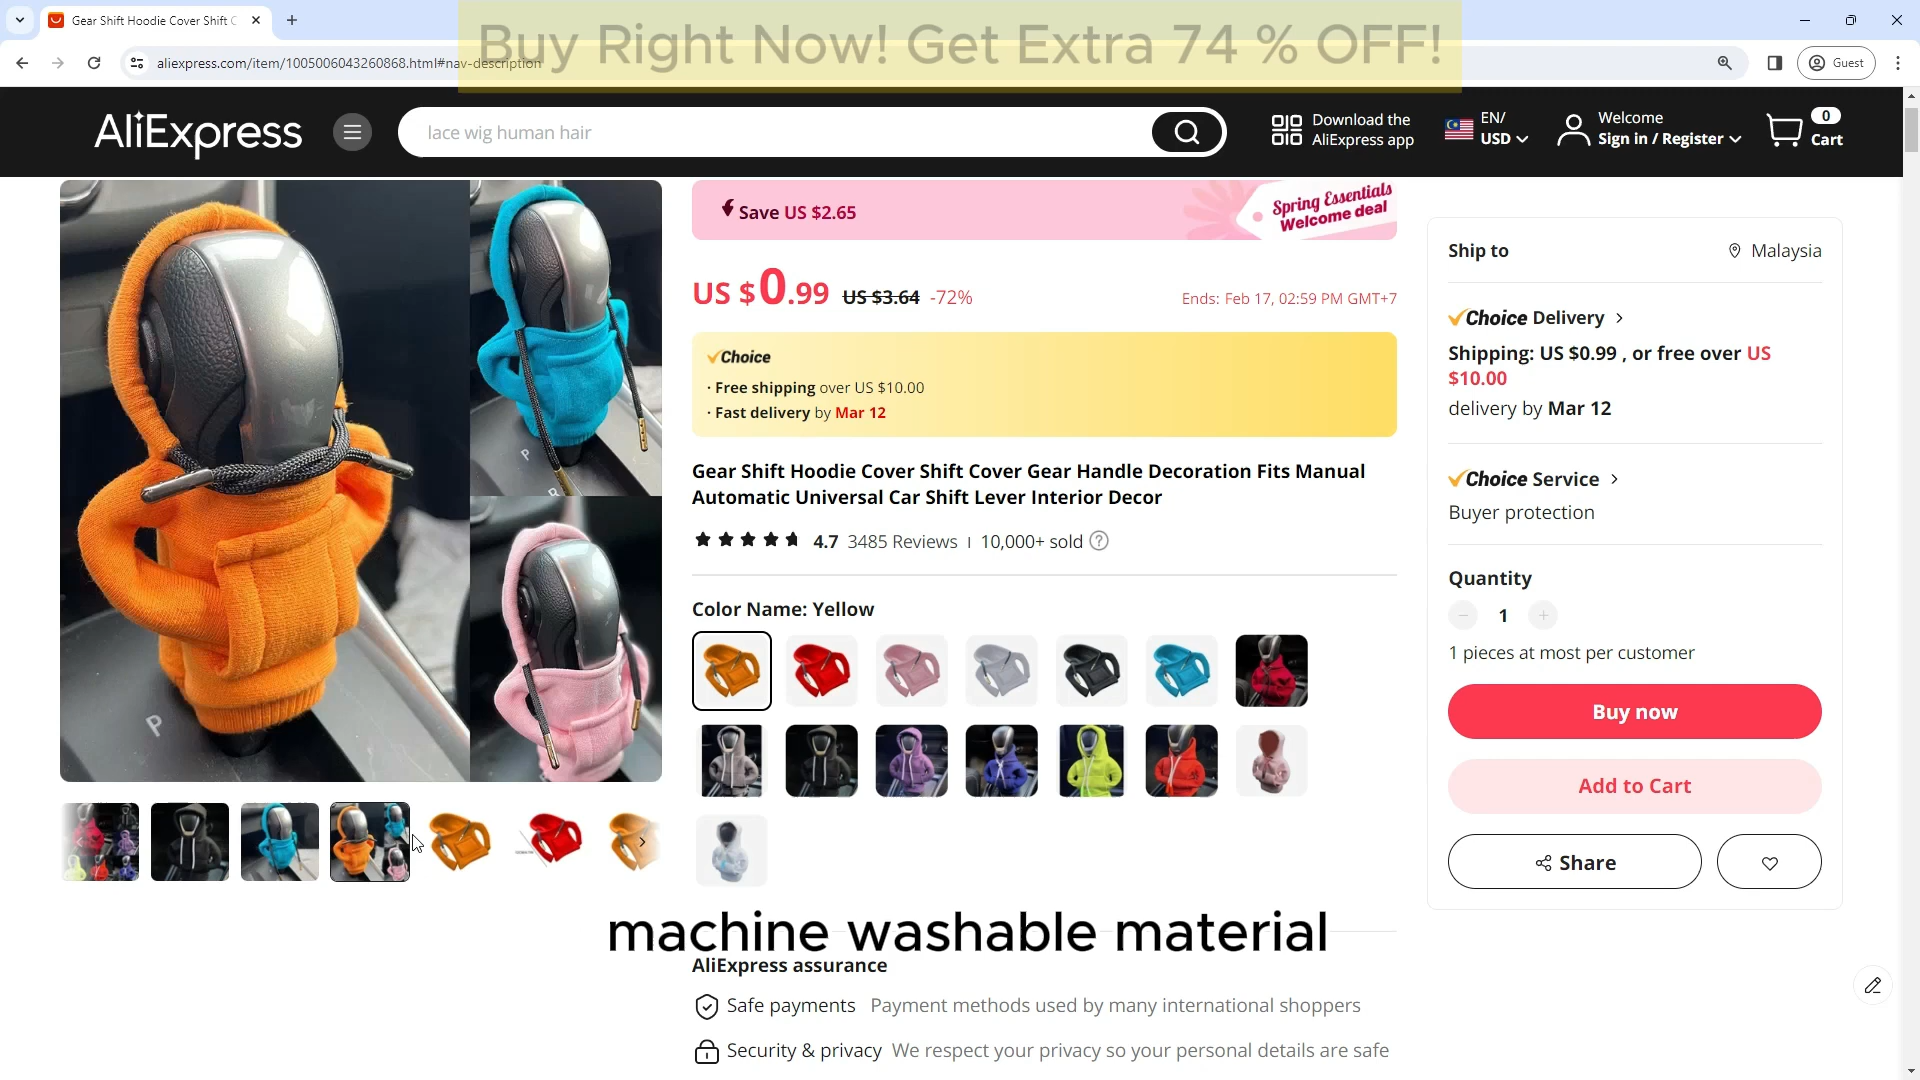 Gear Shift Hoodie Cover Shift C
Buy Right Now! Get Extra 74 % OFF!
aliexpress.com/item/1005006043260868.html#nav-description
Guest
AliExpress
lace wig human hair
Download the
AliExpress app
EN/
USD
Welcome
Sign in / Register
0
Cart
Save US $2.65
Spring Essentials
Welcome deal
US $0.99 US $3.64 -72%
Ends: Feb 17, 02:59 PM GMT+7
Choice
· Free shipping over US $10.00
· Fast delivery by Mar 12
Gear Shift Hoodie Cover Shift Cover Gear Handle Decoration Fits Manual
Automatic Universal Car Shift Lever Interior Decor
4.7 3485 Reviews | 10,000+ sold
Color Name: Yellow
P
P
Ship to
Malaysia
Choice Delivery
Shipping: US $0.99 , or free over US
$10.00
delivery by Mar 12
Choice Service
Buyer protection
Quantity
1
1 pieces at most per customer
Buy now
Add to Cart
Share
machine washable material
AliExpress assurance
Safe payments Payment methods used by many international shoppers
Security & privacy We respect your privacy so your personal details are safe